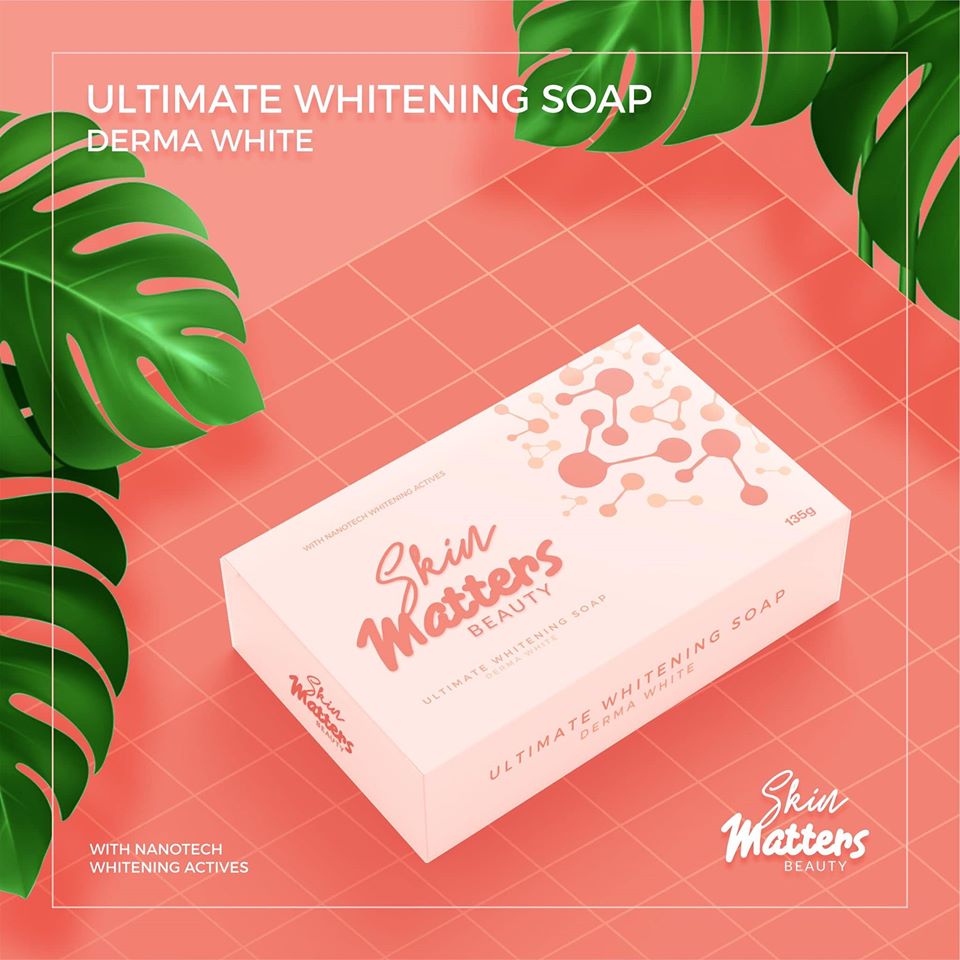 ULTIMATE WHITENING SOAP
DERMA WHITE
WITH NANOTECH WHITENING ACTIVES
Skin
Matters
BEAUTY
ULTIMATE WHITENING SOAP
DERMA WHITE
135g
Skin
Matters
BEAUTY
ULTIMATE WHITENING SOAP
DERMA WHITE
WITH NANOTECH
WHITENING ACTIVES
Skin
Matters
BEAUTY